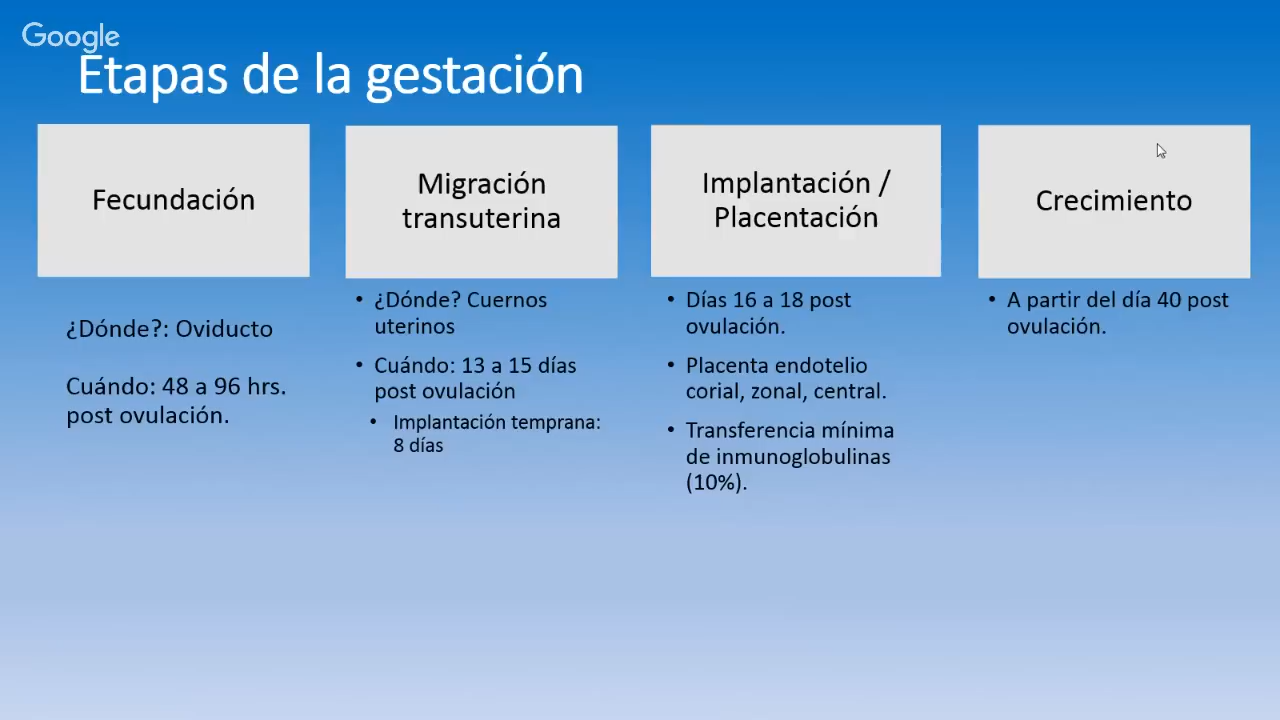 Google
Etapas de la gestación
Fecundación
¿Dónde?: Oviducto
Cuándo: 48 a 96 hrs.
post ovulación.
Migración
transuterina
• ¿Dónde? Cuernos
uterinos
• Cuándo: 13 a 15 días
post ovulación
• Implantación temprana:
8 días
Implantación /
Placentación
• Días 16 a 18 post
ovulación.
• Placenta endotelio
corial, zonal, central.
• Transferencia mínima
de inmunoglobulinas
(10%).
Crecimiento
• A partir del día 40 post
ovulación.